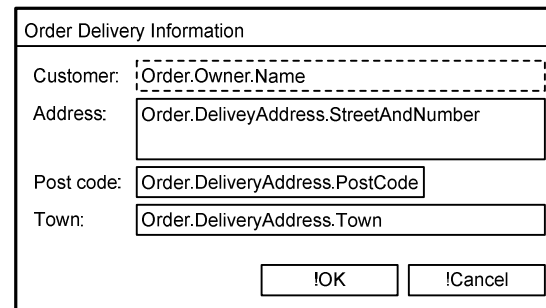 Order Delivery Information
Customer: Order.Owner.Name
Address: Order.DeliveyAddress.StreetAndNumber
Post code: Order.DeliveryAddress.PostCode
Town: Order.DeliveryAddress.Town
!OK !Cancel